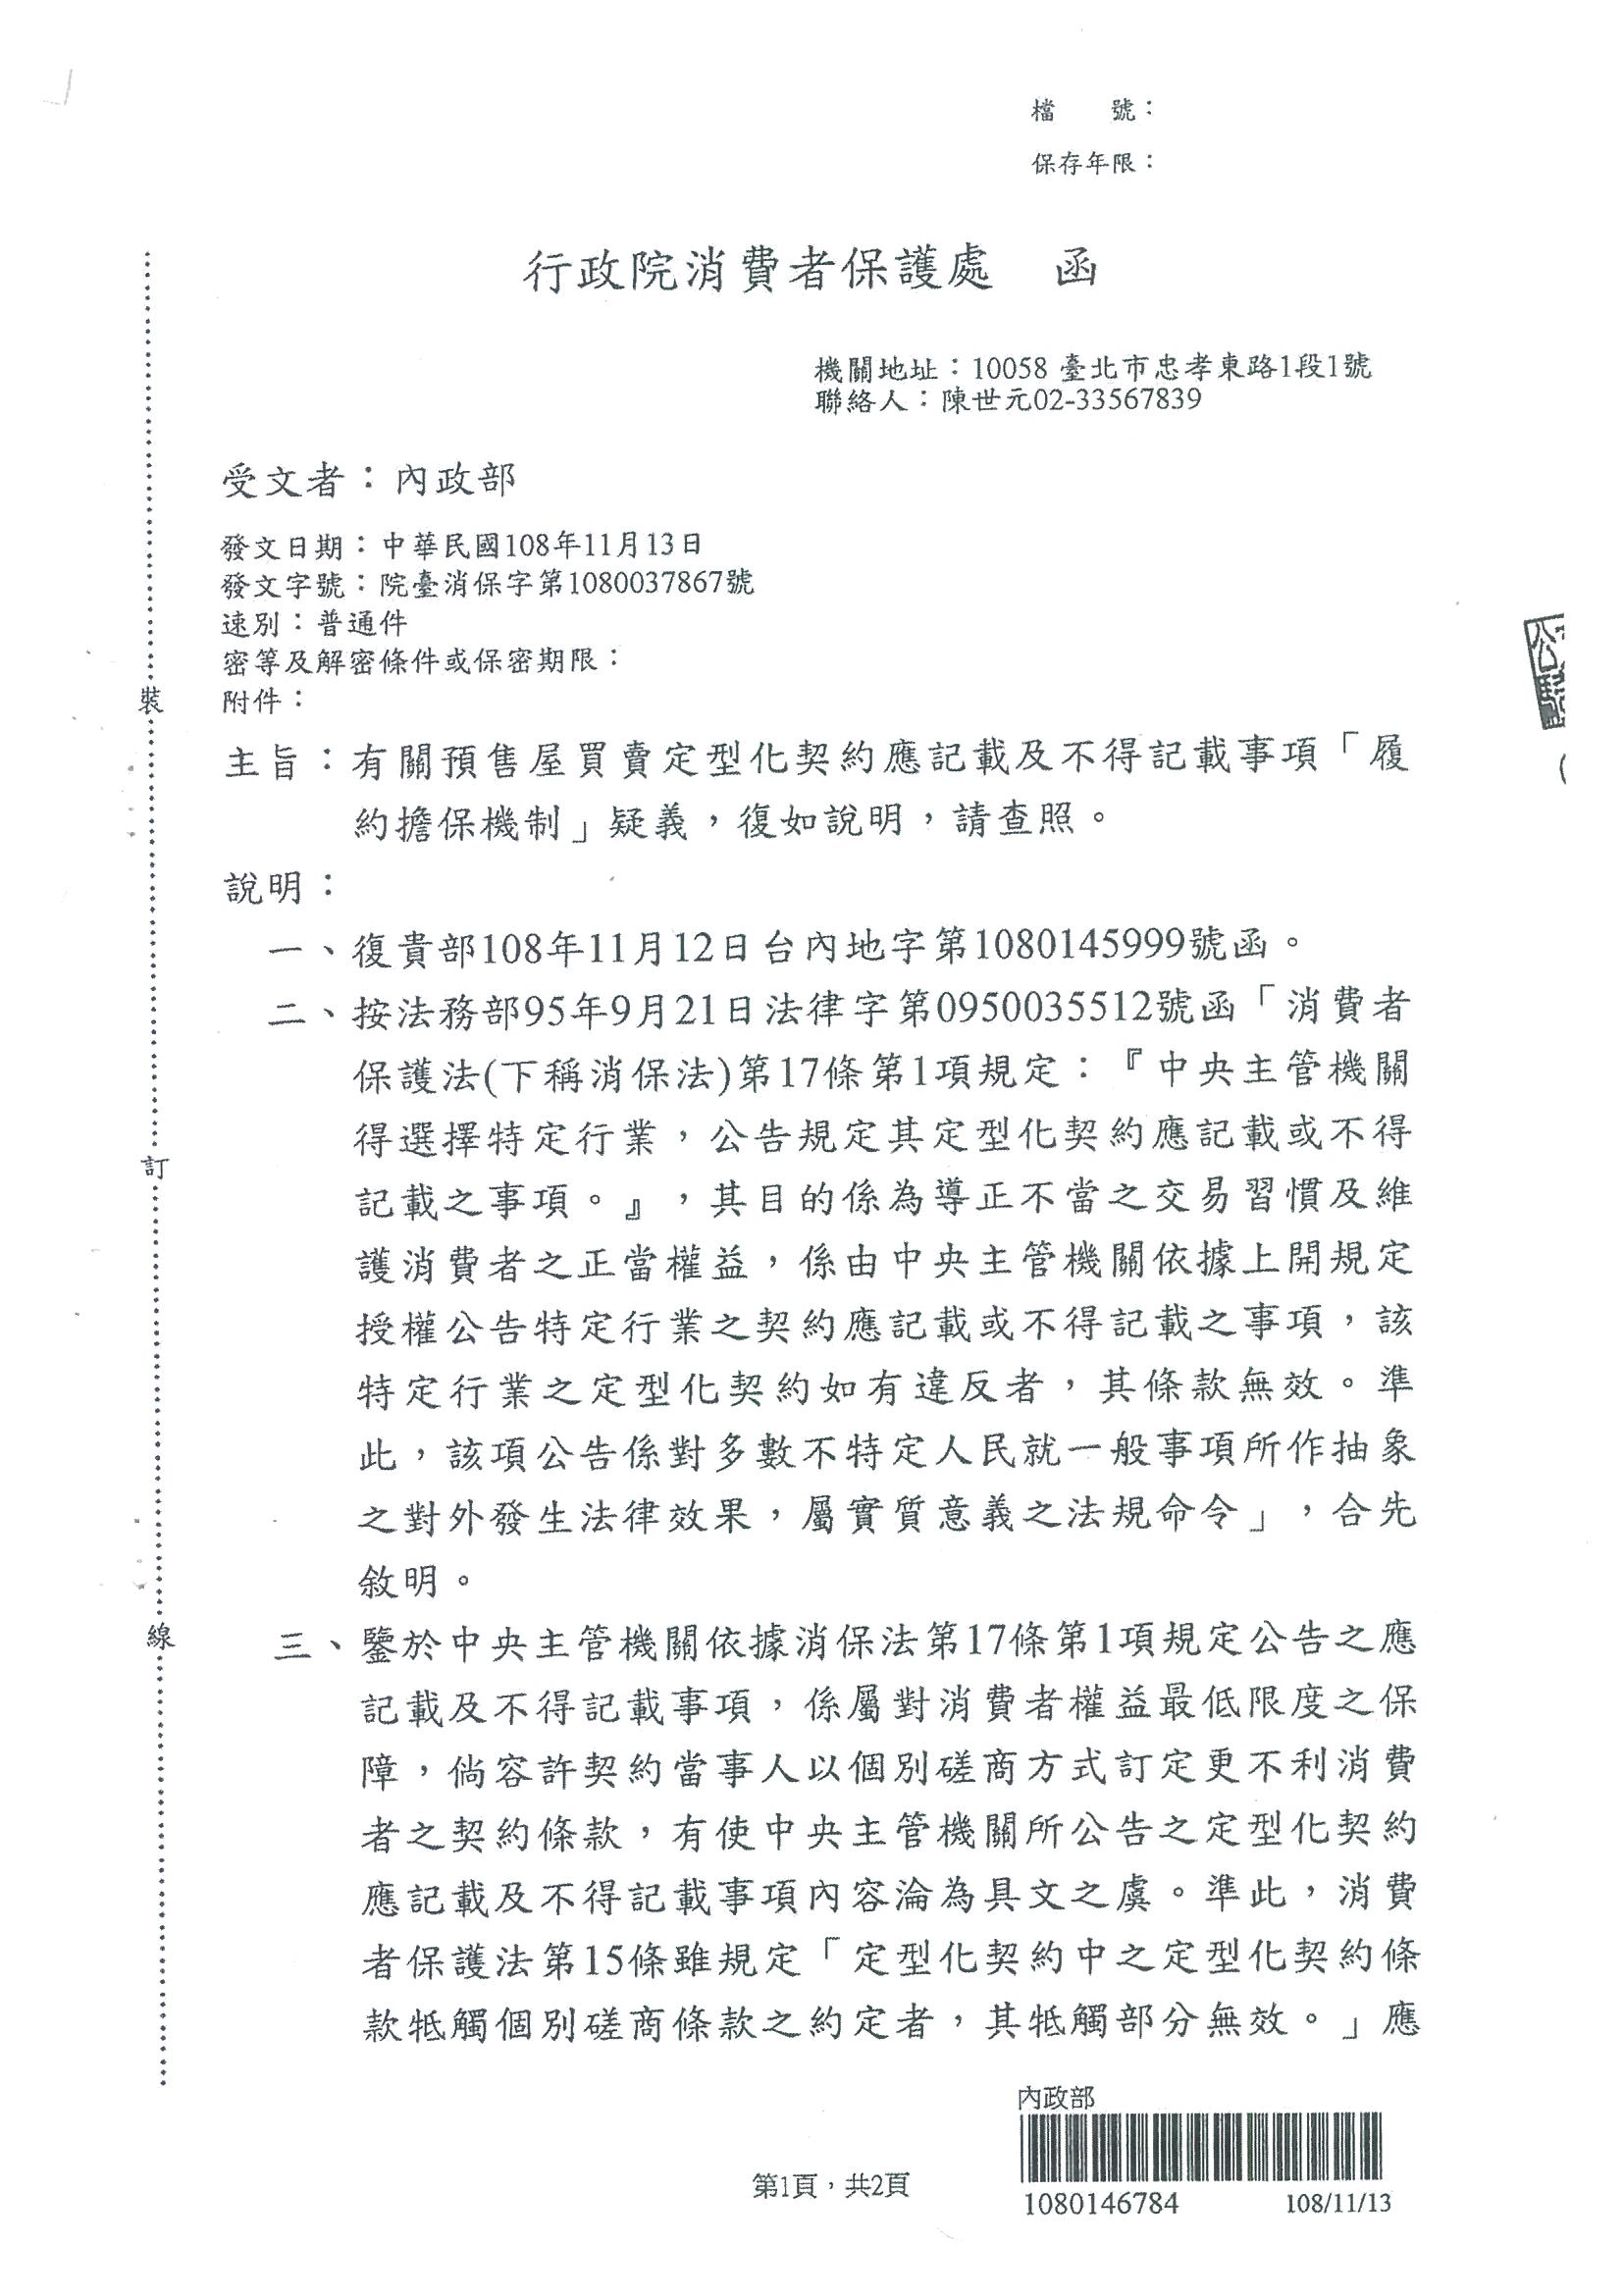 檔　　號：
保存年限：
行政院消費者保護處　函
機關地址：10058 臺北市忠孝東路1段1號
聯絡人：陳世元02-33567839
受文者：內政部
發文日期：中華民國108年11月13日
發文字號：院臺消保字第1080037867號
速別：普通件
密等及解密條件或保密期限：
附件：
主旨：有關預售屋買賣定型化契約應記載及不得記載事項「履
約擔保機制」疑義，復如說明，請查照。
說明：
一、復貴部108年11月12日台內地字第1080145999號函。
二、按法務部95年9月21日法律字第0950035512號函「消費者
保護法(下稱消保法)第17條第1項規定：『中央主管機關
得選擇特定行業，公告規定其定型化契約應記載或不得
記載之事項。』，其目的係為導正不當之交易習慣及維
護消費者之正當權益，係由中央主管機關依據上開規定
授權公告特定行業之契約應記載或不得記載之事項，該
特定行業之定型化契約如有違反者，其條款無效。準
此，該項公告係對多數不特定人民就一般事項所作抽象
之對外發生法律效果，屬實質意義之法規命令」，合先
敘明。
三、鑒於中央主管機關依據消保法第17條第1項規定公告之應
記載及不得記載事項，係屬對消費者權益最低限度之保
障，倘容許契約當事人以個別磋商方式訂定更不利消費
者之契約條款，有使中央主管機關所公告之定型化契約
應記載及不得記載事項內容淪為具文之虞。準此，消費
者保護法第15條雖規定「定型化契約中之定型化契約條
款牴觸個別磋商條款之約定者，其牴觸部分無效。」應
裝
訂
線
內政部
1080146784 108/11/13
第1頁，共2頁